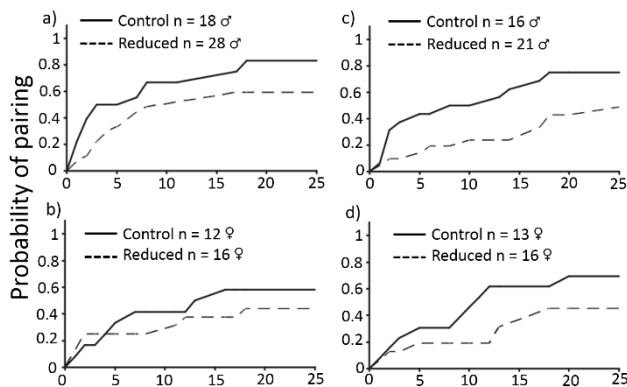 a)
Control n = 18 ♂
Reduced n = 28 ♂
1
0.8
0.6
0.4
0.2
0
0 5 10 15 20 25
c)
Control n = 16 ♂
Reduced n = 21 ♂
1
0.8
0.6
0.4
0.2
0
0 5 10 15 20 25
Probability of pairing
b)
Control n = 12 ♀
Reduced n = 16 ♀
1
0.8
0.6
0.4
0.2
0
0 5 10 15 20 25
d)
Control n = 13 ♀
Reduced n = 16 ♀
1
0.8
0.6
0.4
0.2
0
0 5 10 15 20 25